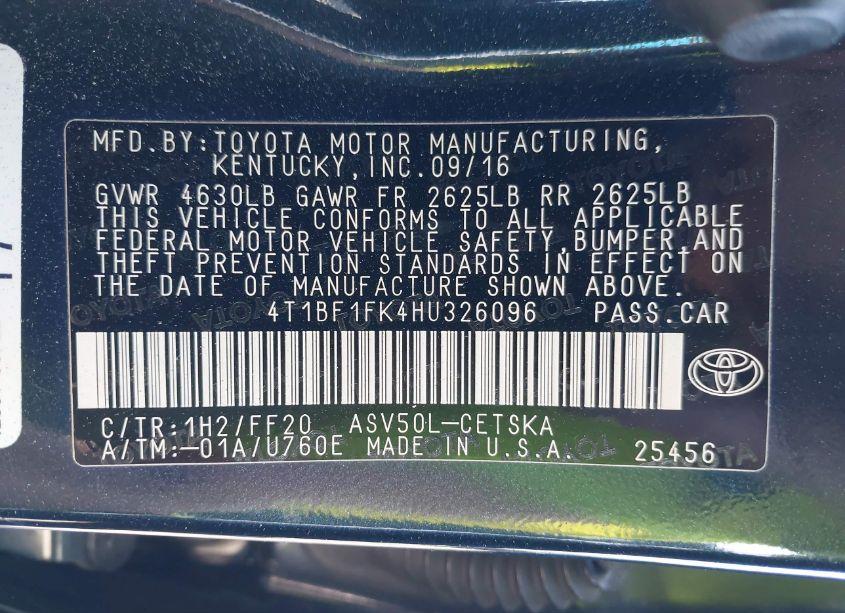 MFD. BY: TOYOTA MOTOR MANUFACTURING,
KENTUCKY, INC. 09/16
GVWR 4630LB GAWR FR 2625LB RR 2625LB
THIS VEHICLE CONFORMS TO ALL APPLICABLE
FEDERAL MOTOR VEHICLE SAFETY, BUMPER, AND
THEFT PREVENTION STANDARDS IN EFFECT ON
THE DATE OF MANUFACTURE SHOWN ABOVE.
4T1BF1FK4HU326096 PASS.CAR
C/TR:1H2/FF20 ASV50L-CETSKA
A/TM:-01A/U760E MADE IN U.S.A. 25456